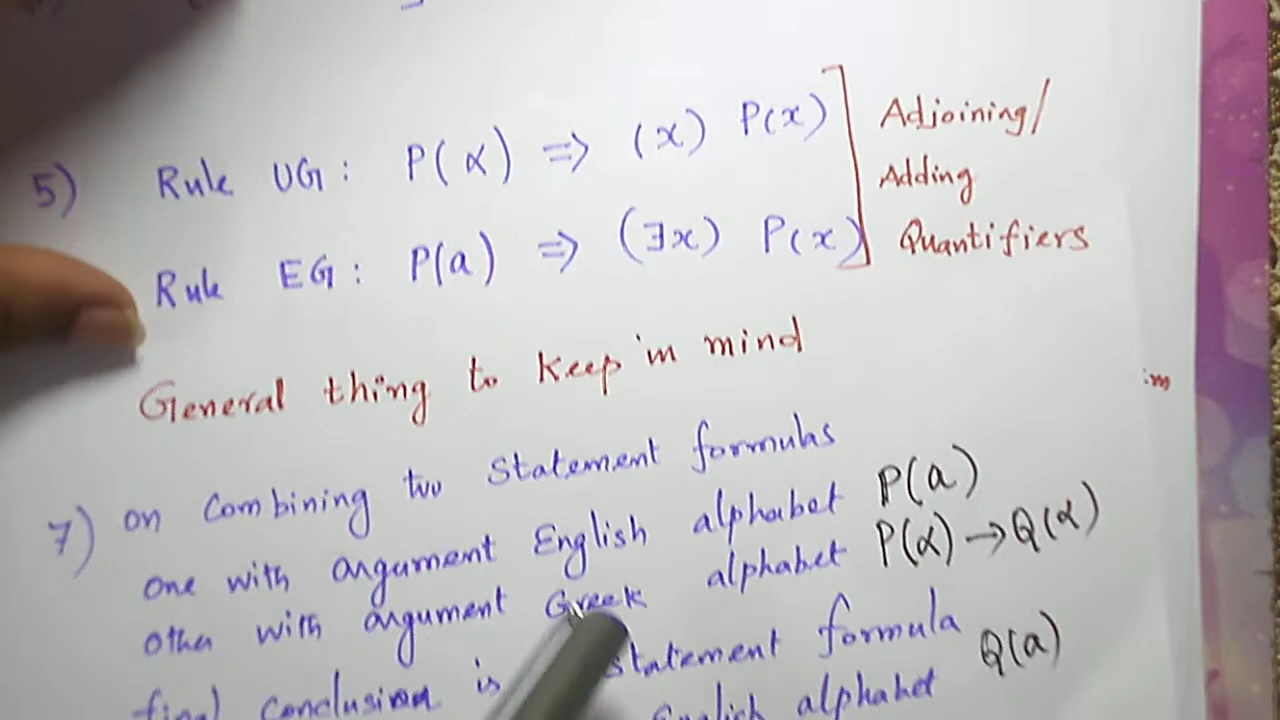 5) Rule UG: P(α) => (x) P(x) Adjoining/
Adding
Rule EG: P(a) => (∃x) P(x) Quantifiers
General thing to keep in mind
7) on combining two statement formulas
one with argument English alphabet P(a)
other with argument Greek alphabet P(α) → Q(α)
final conclusion is statement formula
English alphabet Q(a)